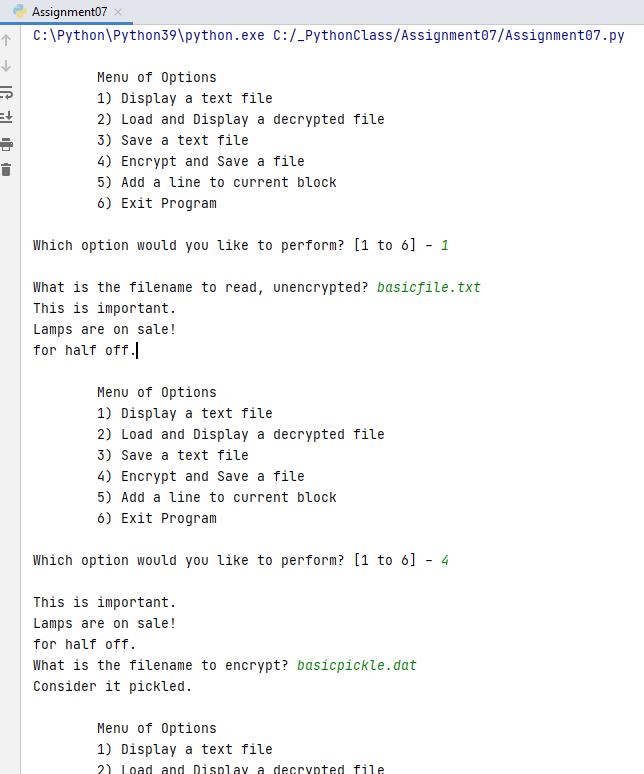 Assignment07
C:\Python\Python39\python.exe C:/_PythonClass/Assignment07/Assignment07.py
Menu of Options
1) Display a text file
2) Load and Display a decrypted file
3) Save a text file
4) Encrypt and Save a file
5) Add a line to current block
6) Exit Program
Which option would you like to perform? [1 to 6] - 1
What is the filename to read, unencrypted? basicfile.txt
This is important.
Lamps are on sale!
for half off.
Menu of Options
1) Display a text file
2) Load and Display a decrypted file
3) Save a text file
4) Encrypt and Save a file
5) Add a line to current block
6) Exit Program
Which option would you like to perform? [1 to 6] - 4
This is important.
Lamps are on sale!
for half off.
What is the filename to encrypt? basicpickle.dat
Consider it pickled.
Menu of Options
1) Display a text file
2) Load and Display a decrypted file